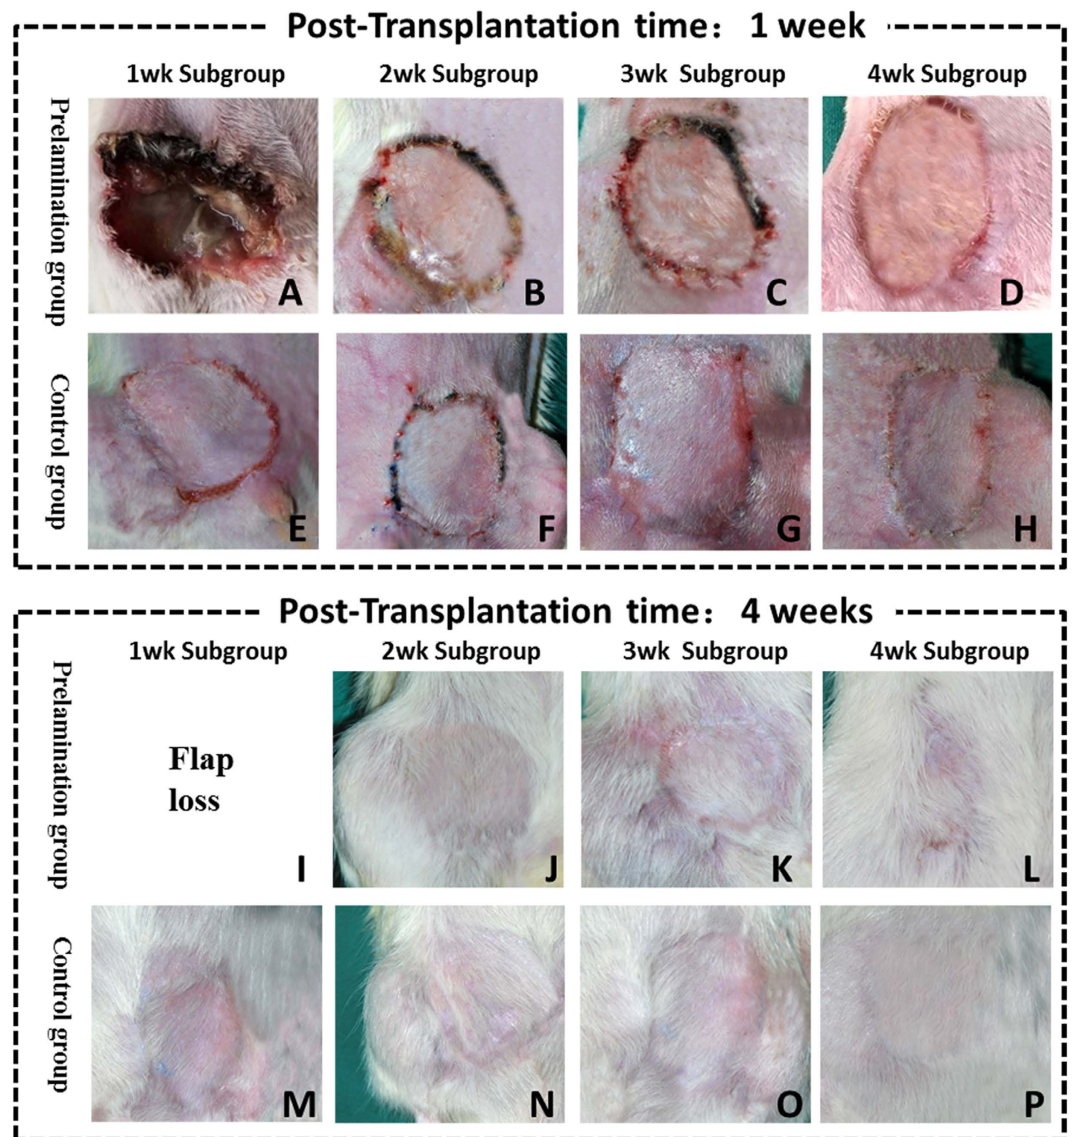 Post-Transplantation time： 1 week
1wk Subgroup
2wk Subgroup
3wk Subgroup
4wk Subgroup
Prelamination group
A
B
C
D
Control group
E
F
G
H
Post-Transplantation time： 4 weeks
1wk Subgroup
2wk Subgroup
3wk Subgroup
4wk Subgroup
Prelamination group
Flap
loss
I
J
K
L
Control group
M
N
O
P